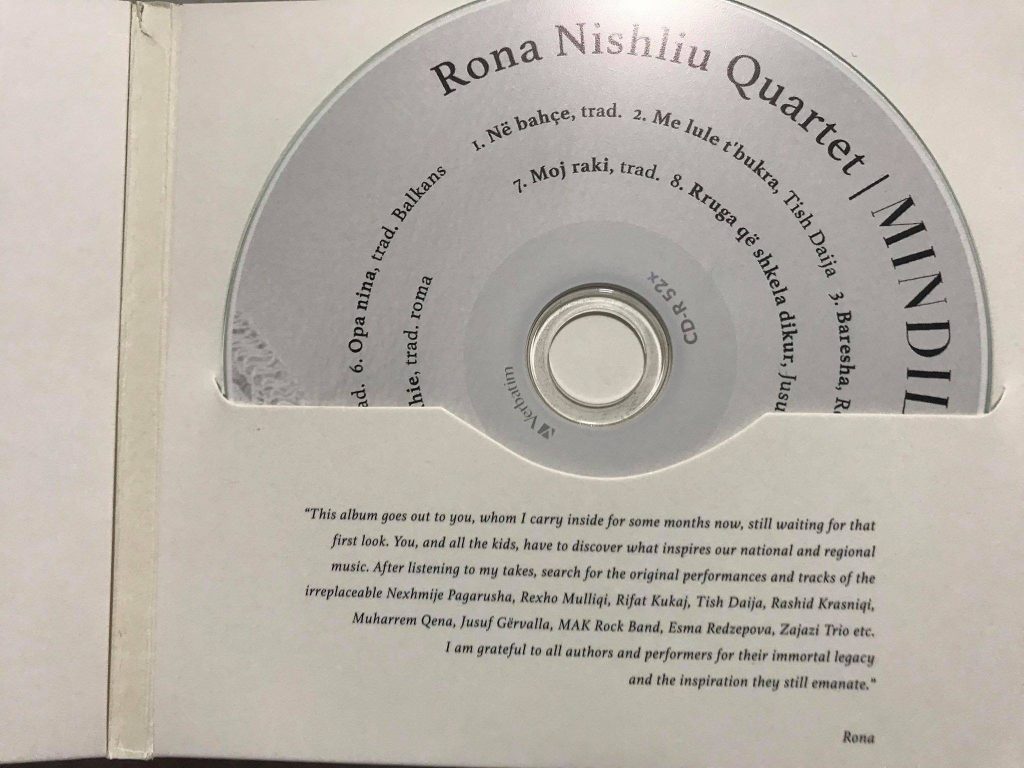 Rona Nishliu Quartet | MINDIL
1. Në bahçe, trad. 2. Me lule t'bukra, Tish Daija 3. Baresha,
6. Opa nina, trad. Balkans
7. Moj raki, trad. 8. Rruga që shkela dikur,
trad. roma
CD-R 52x
Verbatim
“This album goes out to you, whom I carry inside for some months now, still waiting for that
first look. You, and all the kids, have to discover what inspires our national and regional
music. After listening to my takes, search for the original performances and tracks of the
irreplaceable Nexhmije Pagarusha, Rexho Mulliqi, Rifat Kukaj, Tish Daija, Rashid Krasniqi,
Muharrem Qena, Jusuf Gërvalla, MAK Rock Band, Esma Redzepova, Zajazi Trio etc.
I am grateful to all authors and performers for their immortal legacy
and the inspiration they still emanate.“
Rona